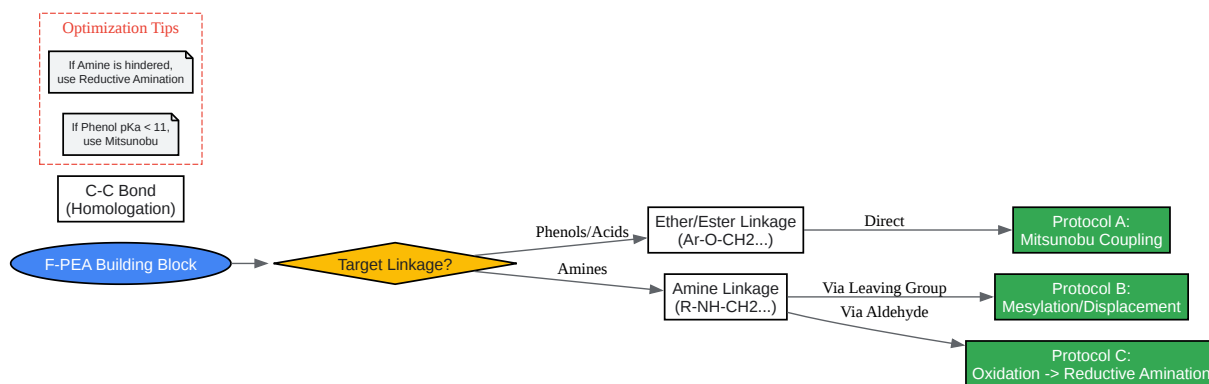 Optimization Tips
If Amine is hindered,
use Reductive Amination
If Phenol pKa < 11,
use Mitsunobu
C-C Bond
(Homologation)
F-PEA Building Block
Target Linkage?
Phenols/Acids
Amines
Ether/Ester Linkage
(Ar-O-CH2...)
Amine Linkage
(R-NH-CH2...)
Direct
Via Leaving Group
Via Aldehyde
Protocol A:
Mitsunobu Coupling
Protocol B:
Mesylation/Displacement
Protocol C:
Oxidation -> Reductive Amination